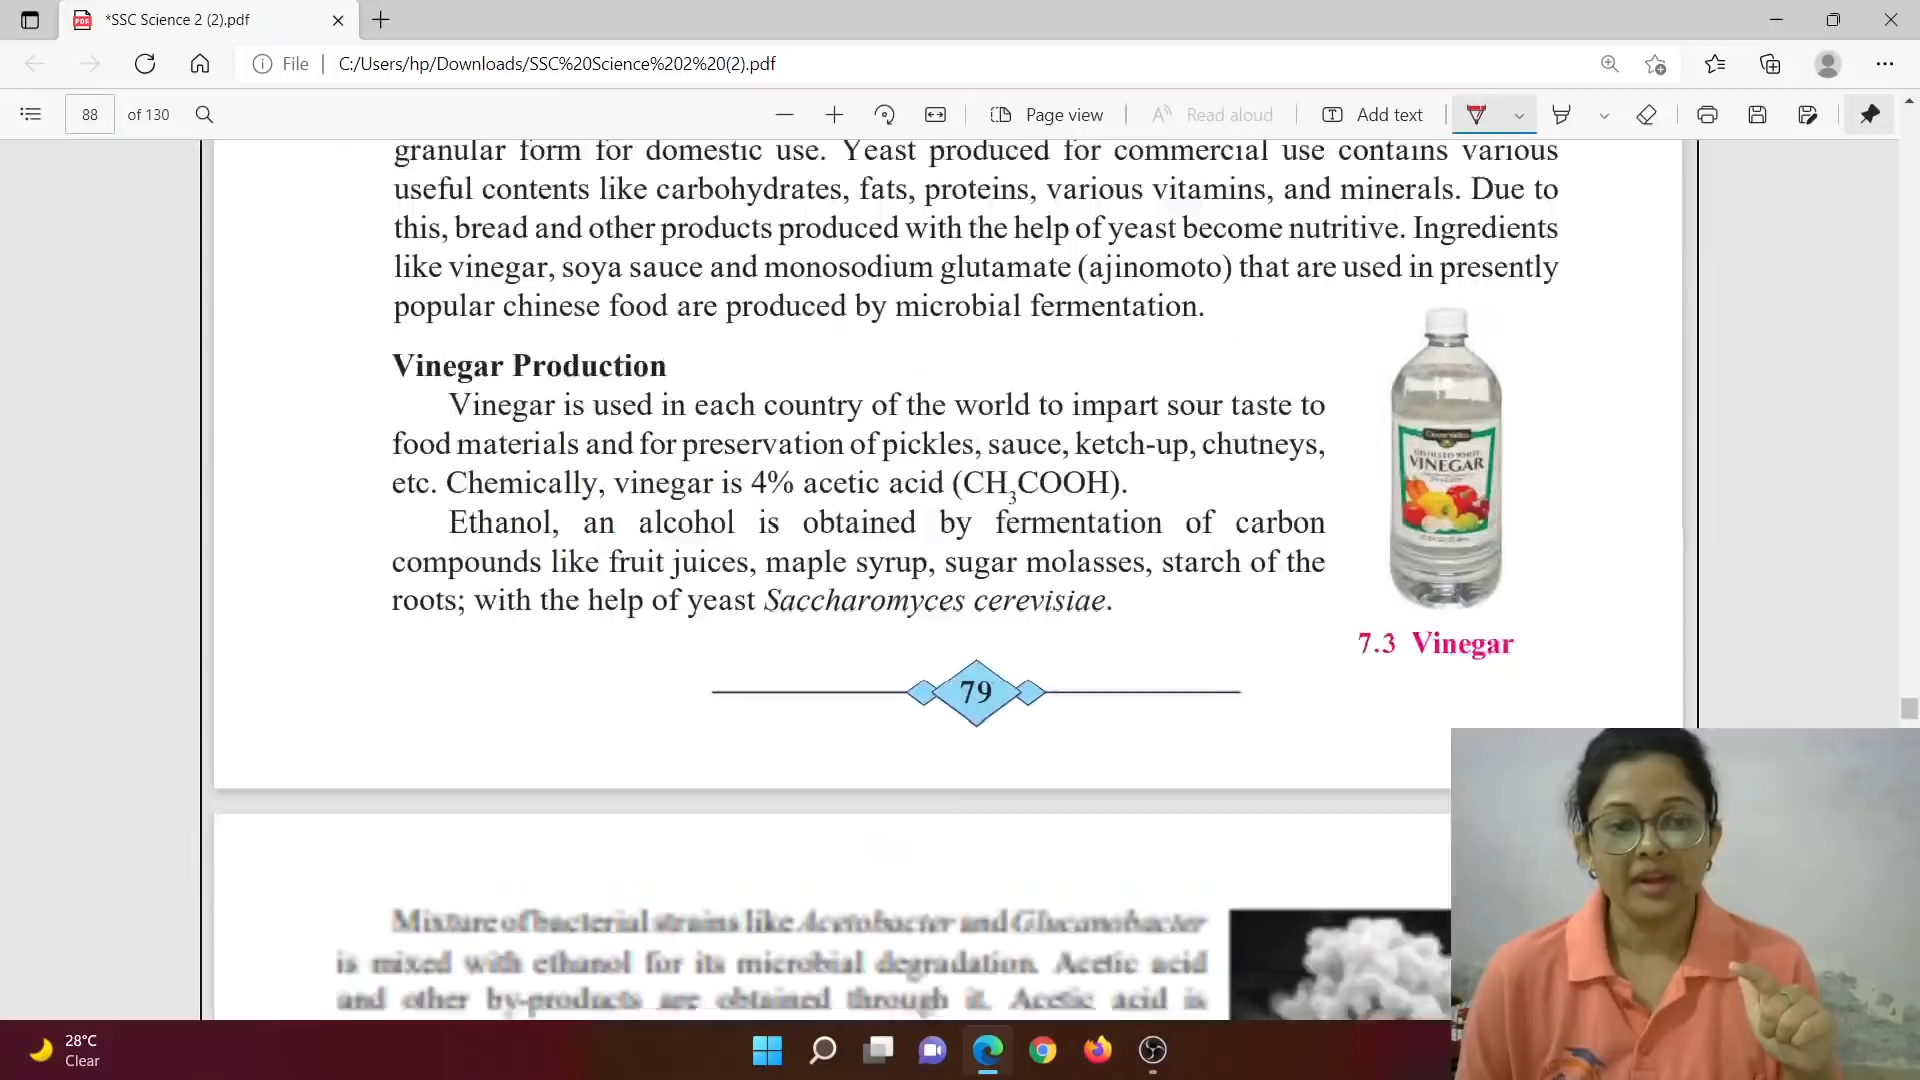 *SSC Science 2 (2).pdf
File
C:/Users/hp/Downloads/SSC%20Science%202%20(2).pdf
88 of 130
Page view
Read aloud
Add text
granular form for domestic use. Yeast produced for commercial use contains various
useful contents like carbohydrates, fats, proteins, various vitamins, and minerals. Due to
this, bread and other products produced with the help of yeast become nutritive. Ingredients
like vinegar, soya sauce and monosodium glutamate (ajinomoto) that are used in presently
popular chinese food are produced by microbial fermentation.
Vinegar Production
Vinegar is used in each country of the world to impart sour taste to
food materials and for preservation of pickles, sauce, ketch-up, chutneys,
etc. Chemically, vinegar is 4% acetic acid (CH₃COOH).
Ethanol, an alcohol is obtained by fermentation of carbon
compounds like fruit juices, maple syrup, sugar molasses, starch of the
roots; with the help of yeast Saccharomyces cerevisiae.
DISTILLED WHITE
VINEGAR
7.3 Vinegar
79
Mixture of bacterial strains like Acetobacter and Gluconobacter
is mixed with ethanol for its microbial degradation. Acetic acid
and other by-products are obtained through it. Acetic acid is
28°C
Clear